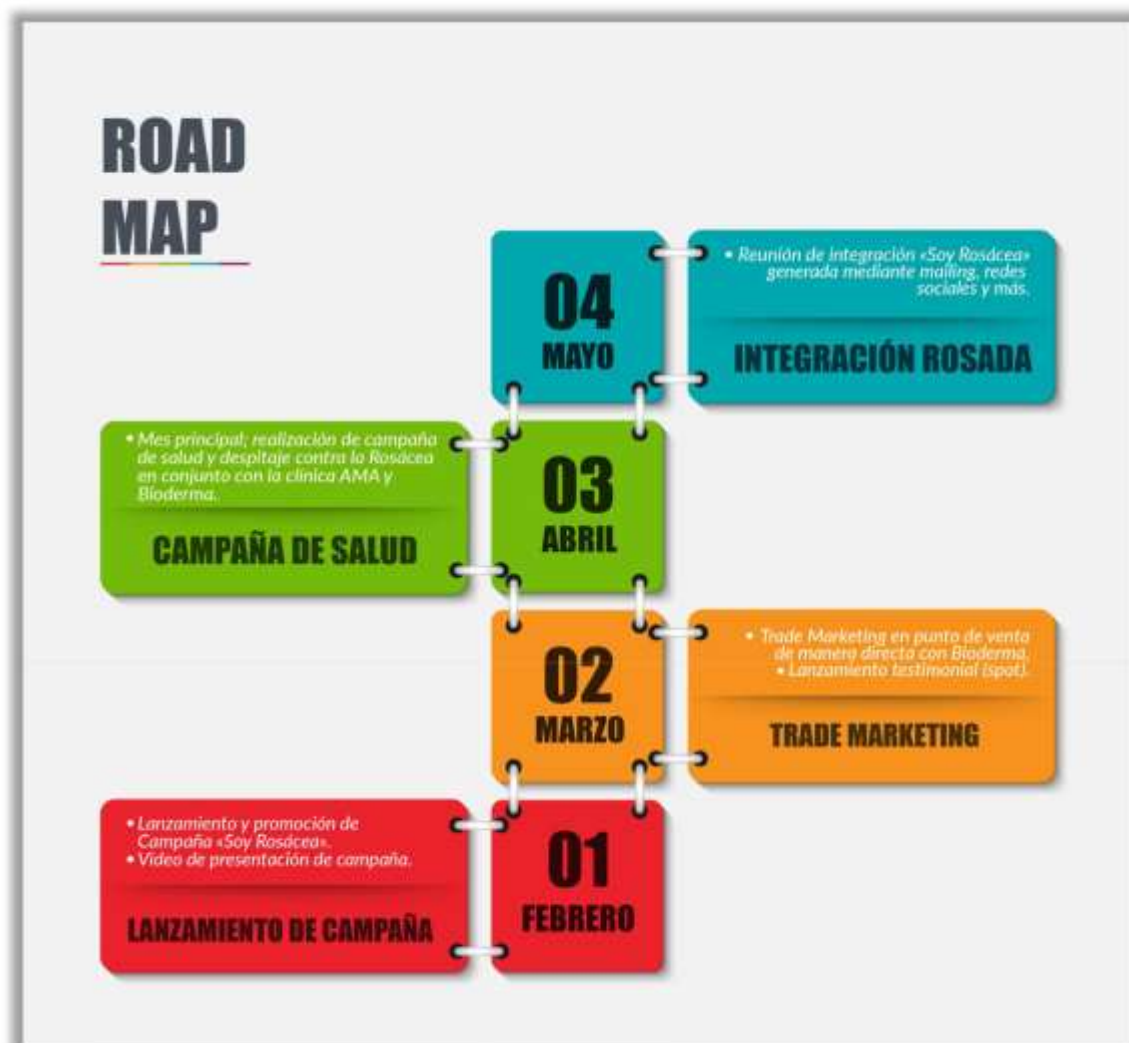 ROAD
MAP
04
MAYO
• Reunión de integración «Soy Rosácea»
generada mediante mailing, redes
sociales y más.
INTEGRACIÓN ROSADA
• Mes principal; realización de campaña
de salud y despitaje contra la Rosácea
en conjunto con la clínica AMA y
Bioderma.
CAMPAÑA DE SALUD
03
ABRIL
02
MARZO
• Trade Marketing en punto de venta
de manera directo con Bioderma.
• Lanzamiento testimonial (spot).
TRADE MARKETING
• Lanzamiento y promoción de
Campaña «Soy Rosácea».
• Video de presentación de campaña.
LANZAMIENTO DE CAMPAÑA
01
FEBRERO